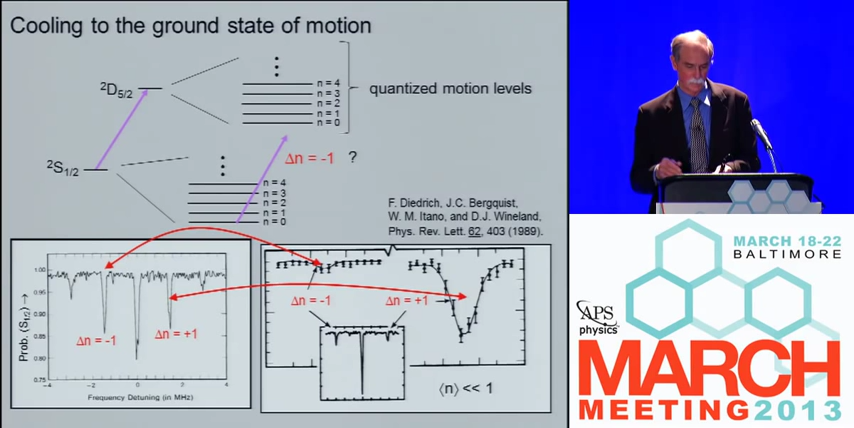 Cooling to the ground state of motion
²D5/2
n = 4
n = 3
n = 2
n = 1
n = 0
quantized motion levels
²S1/2
Δn = -1 ?
n = 4
n = 3
n = 2
n = 1
n = 0
F. Diedrich, J.C. Bergquist,
W. M. Itano, and D.J. Wineland,
Phys. Rev. Lett. 62, 403 (1989).
Prob. (S1/2) →
1.00
0.95
0.90
0.85
0.80
0.75
Δn = -1
Δn = +1
-4
-2
0
2
4
Frequency Detuning (in MHz)
Δn = -1
Δn = +1
⟨n⟩ << 1
MARCH 18-22
BALTIMORE
APS
physics
MARCH
MEETING2013